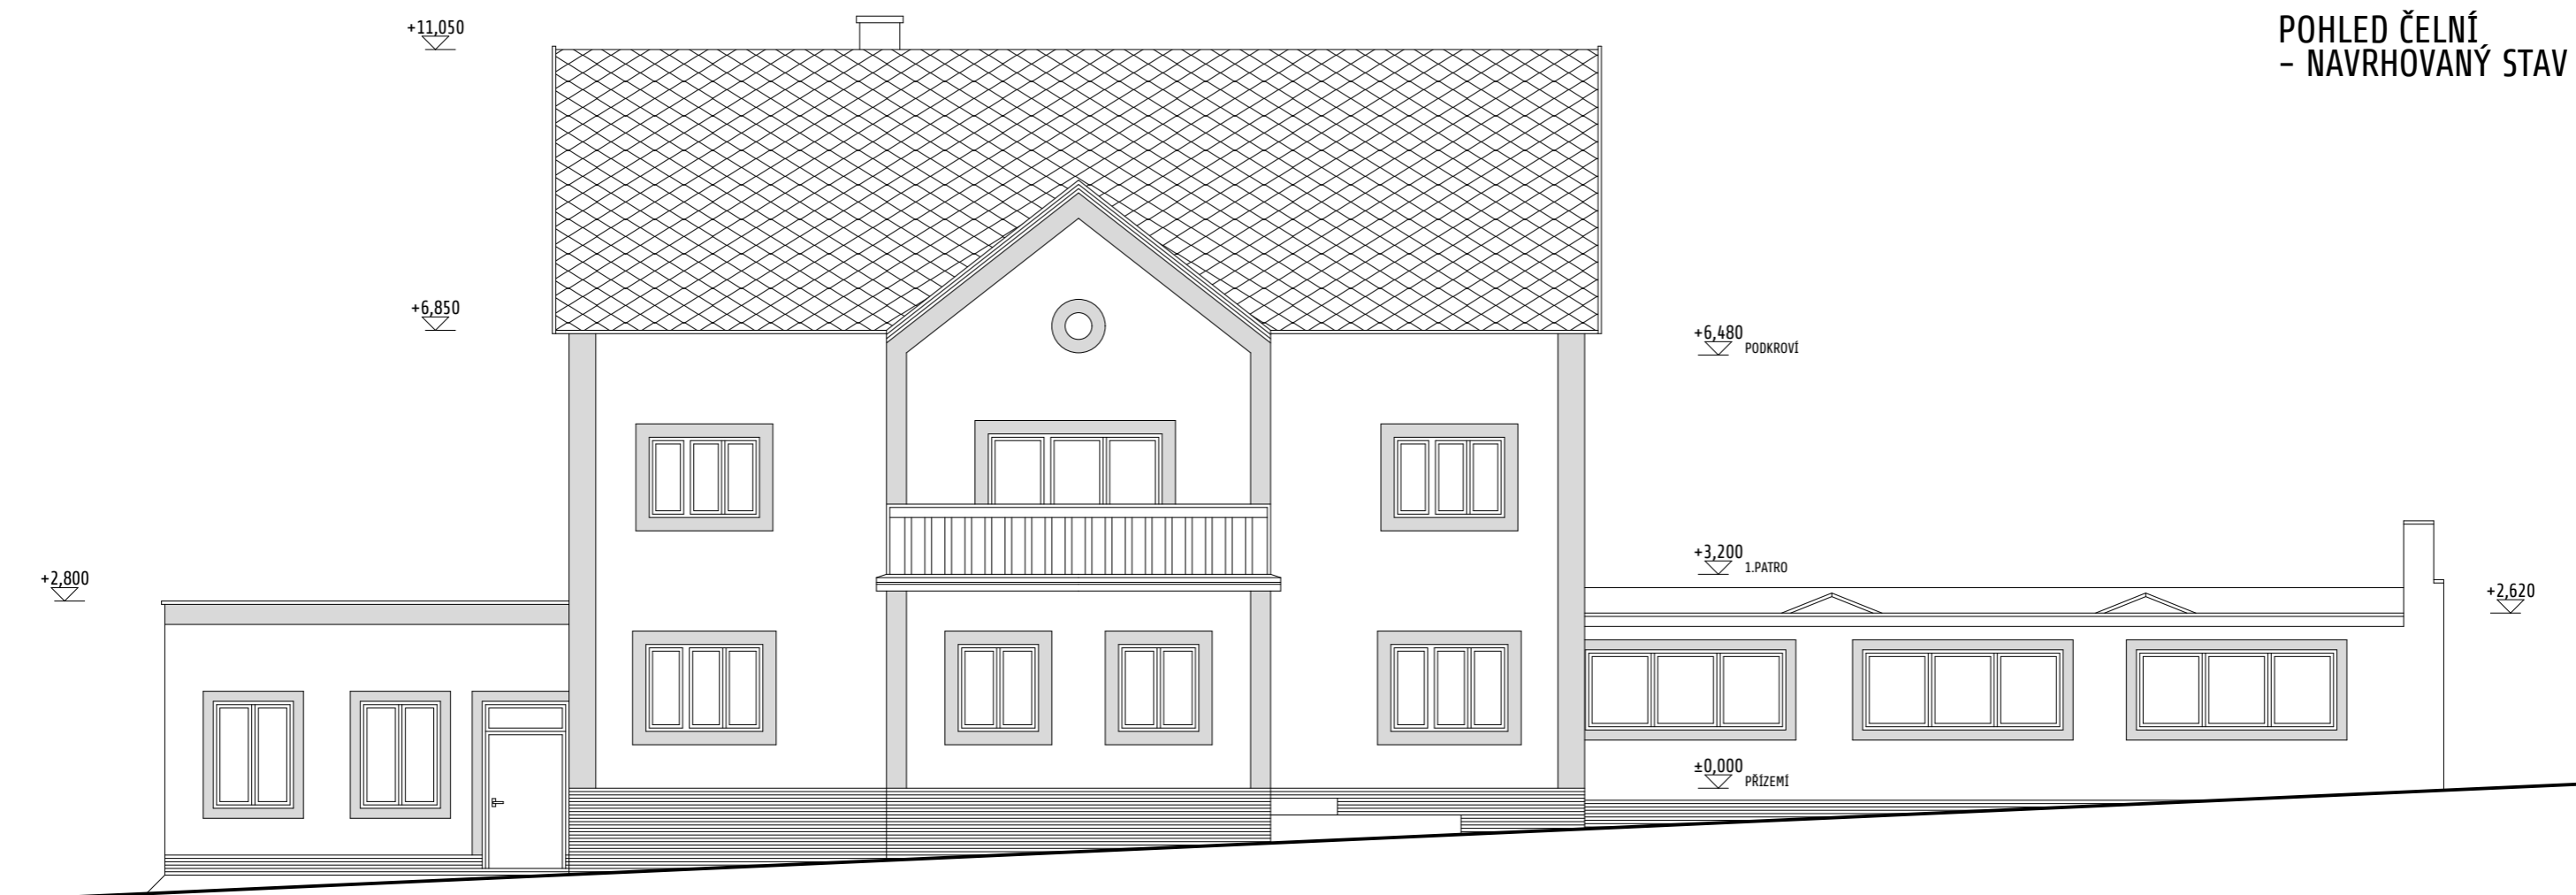 POHLED ČELNÍ
- NAVRHOVANÝ STAV
+11,050
+6,850
+6,480
PODKROVÍ
+3,200
1.PATRO
+2,800
+2,620
±0,000
PŘÍZEMÍ